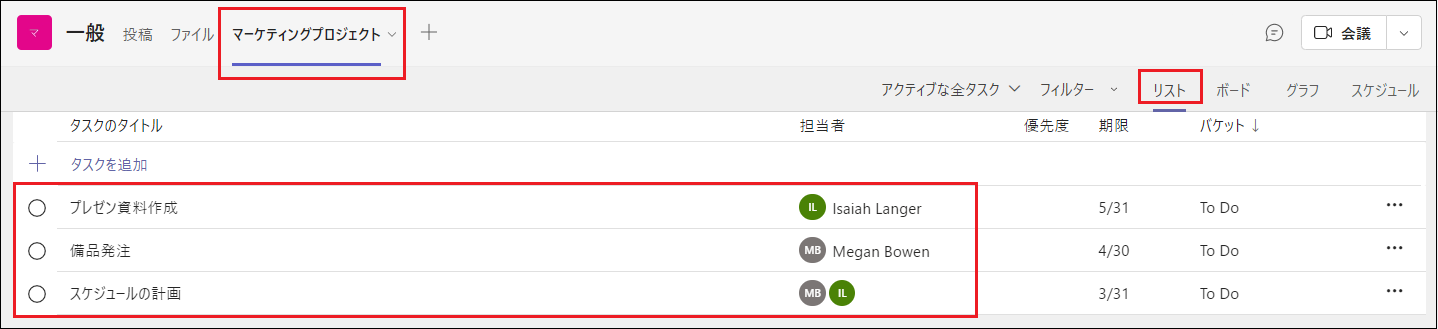 マ 一般 投稿 ファイル マーケティングプロジェクト 会議
アクティブな全タスク フィルター リスト ボード グラフ スケジュール
タスクのタイトル 担当者 優先度 期限 バケット ↓
タスクを追加
プレゼン資料作成 IL Isaiah Langer 5/31 To Do
備品発注 MB Megan Bowen 4/30 To Do
スケジュールの計画 MB IL 3/31 To Do